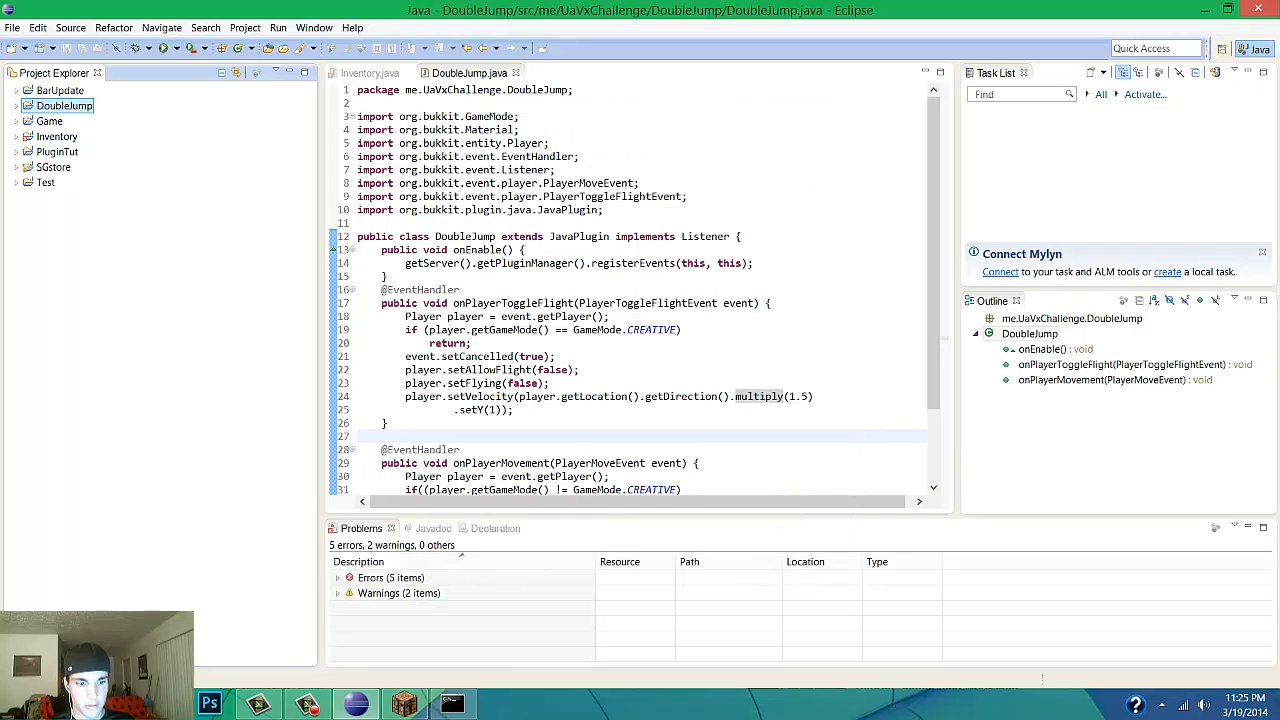 Java - DoubleJump/src/me/UaVxChallenge/DoubleJump/DoubleJump.java - Eclipse
File Edit Source Refactor Navigate Search Project Run Window Help
Quick Access
Java
Project Explorer
BarUpdate
DoubleJump
Game
Inventory
PluginTut
SGstore
Test
Inventory.java
DoubleJump.java
1 package me.UaVxChallenge.DoubleJump;
2
3 import org.bukkit.GameMode;
4 import org.bukkit.Material;
5 import org.bukkit.entity.Player;
6 import org.bukkit.event.EventHandler;
7 import org.bukkit.event.Listener;
8 import org.bukkit.event.player.PlayerMoveEvent;
9 import org.bukkit.event.player.PlayerToggleFlightEvent;
10 import org.bukkit.plugin.java.JavaPlugin;
11
12 public class DoubleJump extends JavaPlugin implements Listener {
13 public void onEnable() {
14 getServer().getPluginManager().registerEvents(this, this);
15 }
16 @EventHandler
17 public void onPlayerToggleFlight(PlayerToggleFlightEvent event) {
18 Player player = event.getPlayer();
19 if (player.getGameMode() == GameMode.CREATIVE)
20 return;
21 event.setCancelled(true);
22 player.setAllowFlight(false);
23 player.setFlying(false);
24 player.setVelocity(player.getLocation().getDirection().multiply(1.5)
25 .setY(1));
26 }
27
28 @EventHandler
29 public void onPlayerMovement(PlayerMoveEvent event) {
30 Player player = event.getPlayer();
31 if((player.getGameMode() != GameMode.CREATIVE)
Task List
Find
All
Activate...
Connect Mylyn
Connect to your task and ALM tools or create a local task.
Outline
me.UaVxChallenge.DoubleJump
DoubleJump
onEnable() : void
onPlayerToggleFlight(PlayerToggleFlightEvent) : void
onPlayerMovement(PlayerMoveEvent) : void
Problems
Javadoc
Declaration
5 errors, 2 warnings, 0 others
Description Resource Path Location Type
Errors (5 items)
Warnings (2 items)
Ps
11:25 PM
3/19/2014